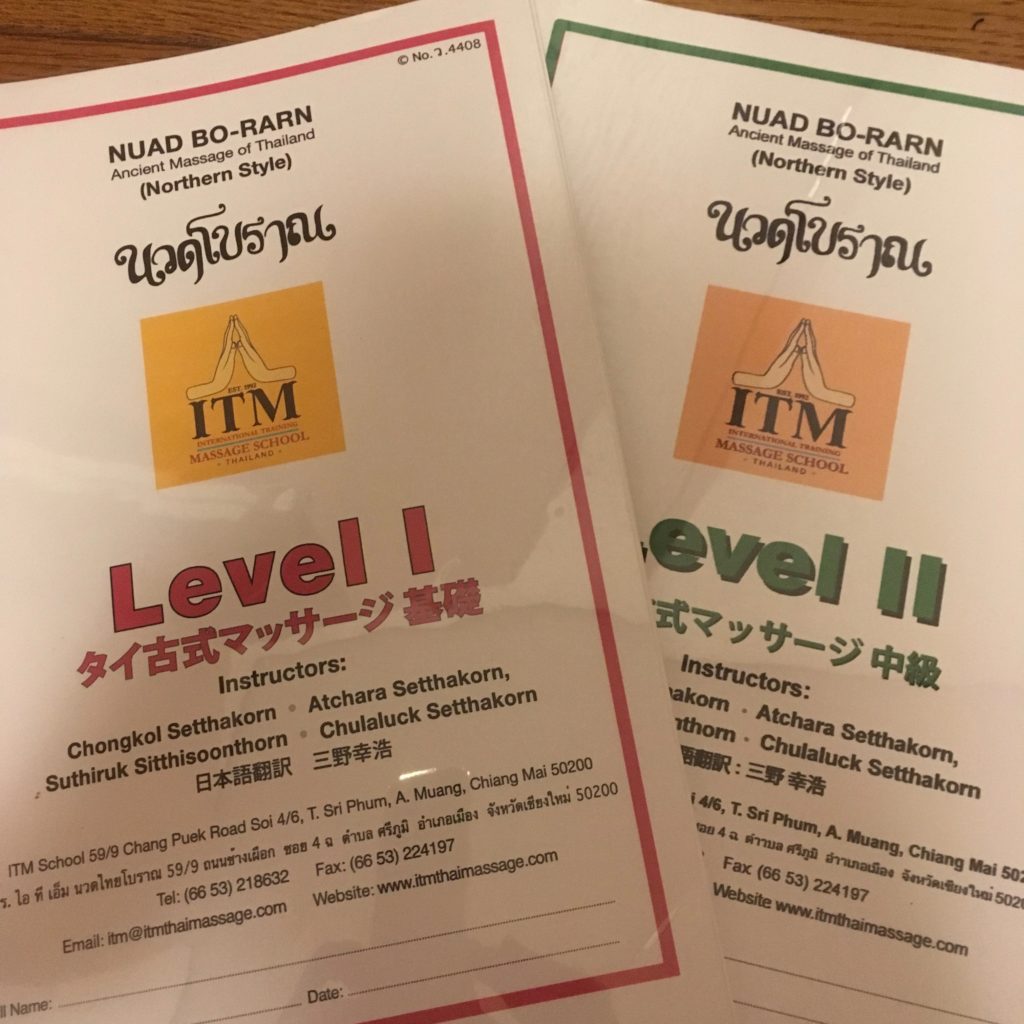 © No. ว.4408
NUAD BO-RARN
Ancient Massage of Thailand
(Northern Style)
นวดโบราณ
EST. 1992
ITM
INTERNATIONAL TRAINING
MASSAGE SCHOOL
- THAILAND -
Level I
タイ古式マッサージ 基礎
Instructors:
Chongkol Setthakorn • Atchara Setthakorn,
Suthiruk Sitthisoonthorn • Chulaluck Setthakorn
日本語翻訳 三野幸浩
ITM School 59/9 Chang Puek Road Soi 4/6, T. Sri Phum, A. Muang, Chiang Mai 50200
ร. ไอ ที เอ็ม นวดไทยโบราณ 59/9 ถนนช้างเผือก ซอย 4 ฉ ตำบล ศรีภูมิ อำเภอเมือง จังหวัดเชียงใหม่ 50200
Tel: (66 53) 218632 Fax: (66 53) 224197
Email: itm@itmthaimassage.com Website: www.itmthaimassage.com
ll Name: Date:
NUAD BO-RARN
Ancient Massage of Thailand
(Northern Style)
นวดโบราณ
EST. 1992
ITM
INTERNATIONAL TRAINING
MASSAGE SCHOOL
- THAILAND -
evel II
式マッサージ 中級
Instructors:
akorn • Atchara Setthakorn,
nthorn • Chulaluck Setthakorn
語翻訳 : 三野 幸浩
4/6, T. Sri Phum, A. Muang, Chiang Mai 502
ซอย 4 ฉ ตำบล ศรีภูมิ อำเภอเมือง จังหวัดเชียงใหม่ 5020
Fax (66 53) 224197
Website www.itmthaimassage.com